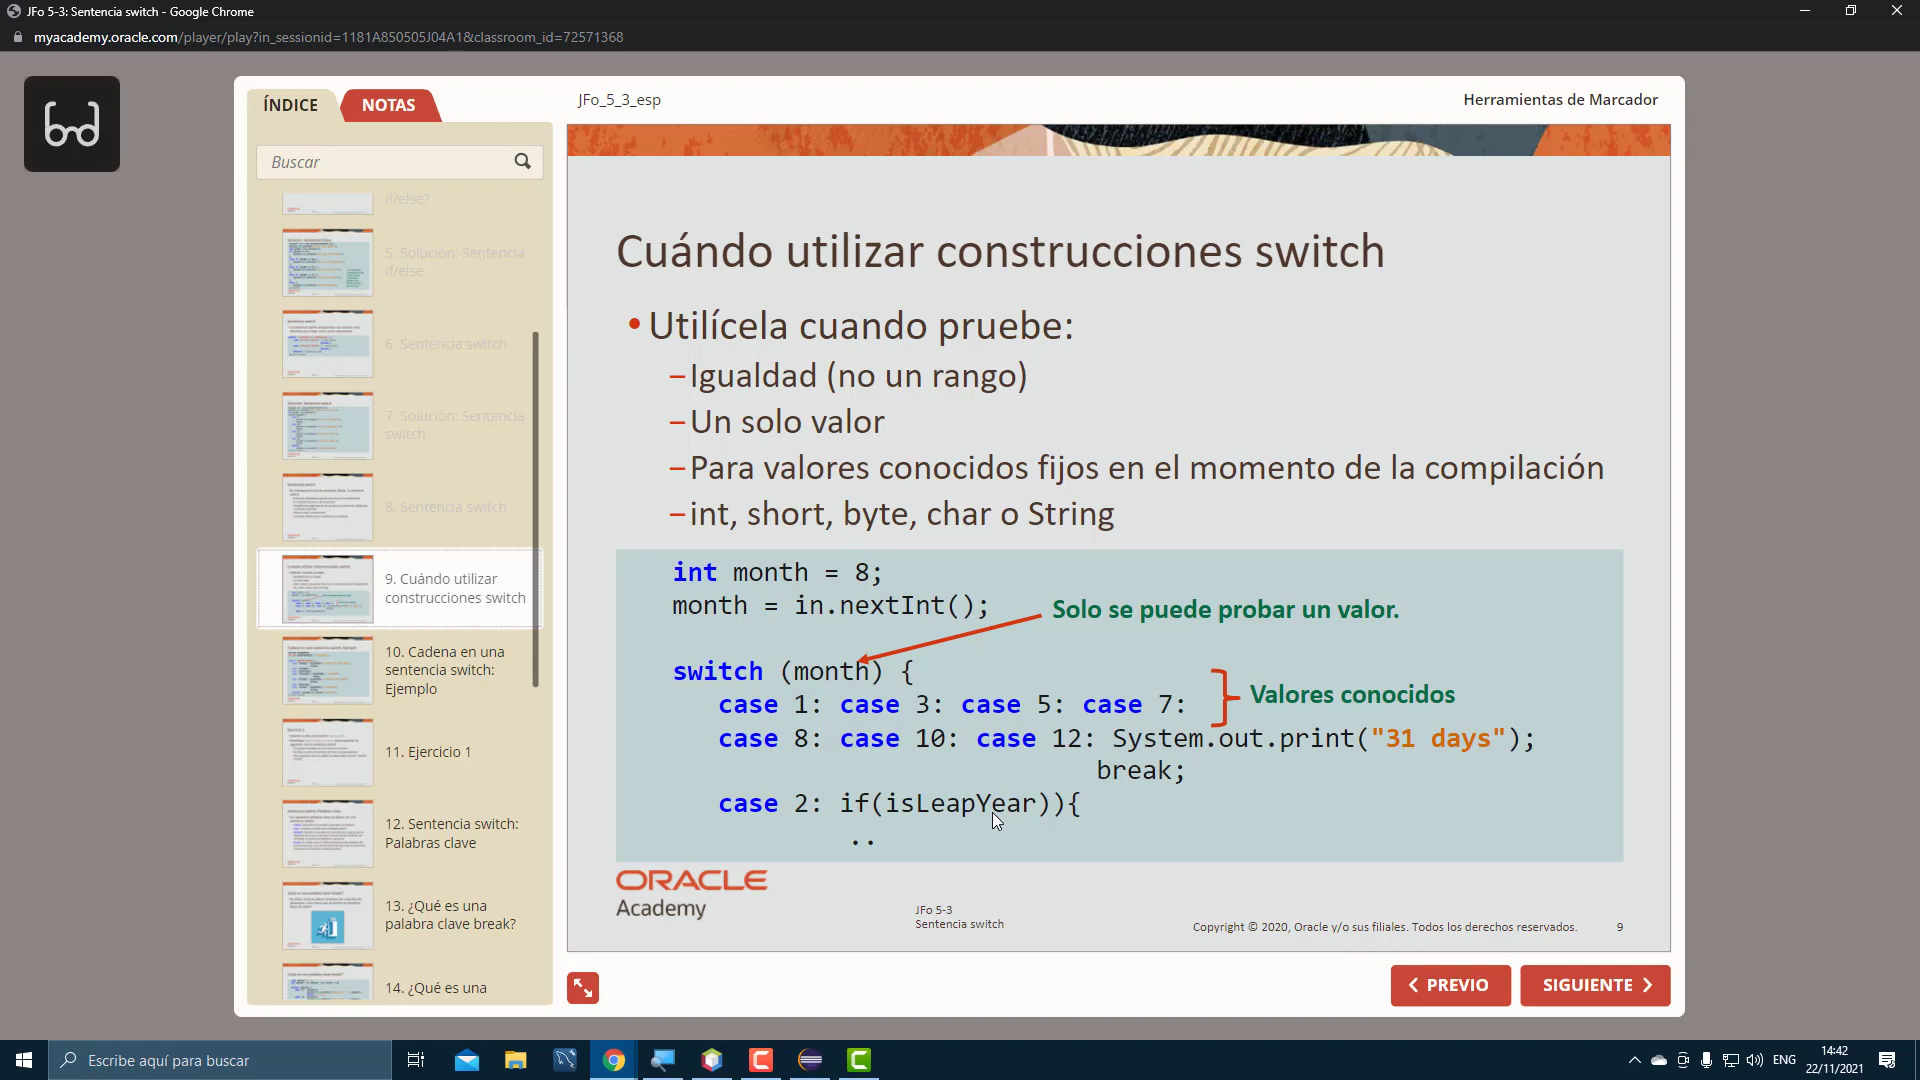 JFo 5-3: Sentencia switch - Google Chrome
myacademy.oracle.com/player/play?in_sessionid=1181A850505J04A1&classroom_id=72571368
ÍNDICE
NOTAS
Buscar
if/else?
5. Solución: Sentencia
if/else
6. Sentencia switch
7. Solución: Sentencia
switch
8. Sentencia switch
9. Cuándo utilizar
construcciones switch
10. Cadena en una
sentencia switch:
Ejemplo
11. Ejercicio 1
12. Sentencia switch:
Palabras clave
13. ¿Qué es una
palabra clave break?
14. ¿Qué es una
JFo_5_3_esp
Herramientas de Marcador
Cuándo utilizar construcciones switch
• Utilícela cuando pruebe:
–Igualdad (no un rango)
–Un solo valor
–Para valores conocidos fijos en el momento de la compilación
–int, short, byte, char o String
int month = 8;
month = in.nextInt();
Solo se puede probar un valor.
switch (month) {
case 1: case 3: case 5: case 7:
Valores conocidos
case 8: case 10: case 12: System.out.print("31 days");
break;
case 2: if(isLeapYear)){
..
ORACLE
Academy
JFo 5-3
Sentencia switch
Copyright © 2020, Oracle y/o sus filiales. Todos los derechos reservados.
9
PREVIO
SIGUIENTE
Escribe aquí para buscar
ENG
14:42
22/11/2021